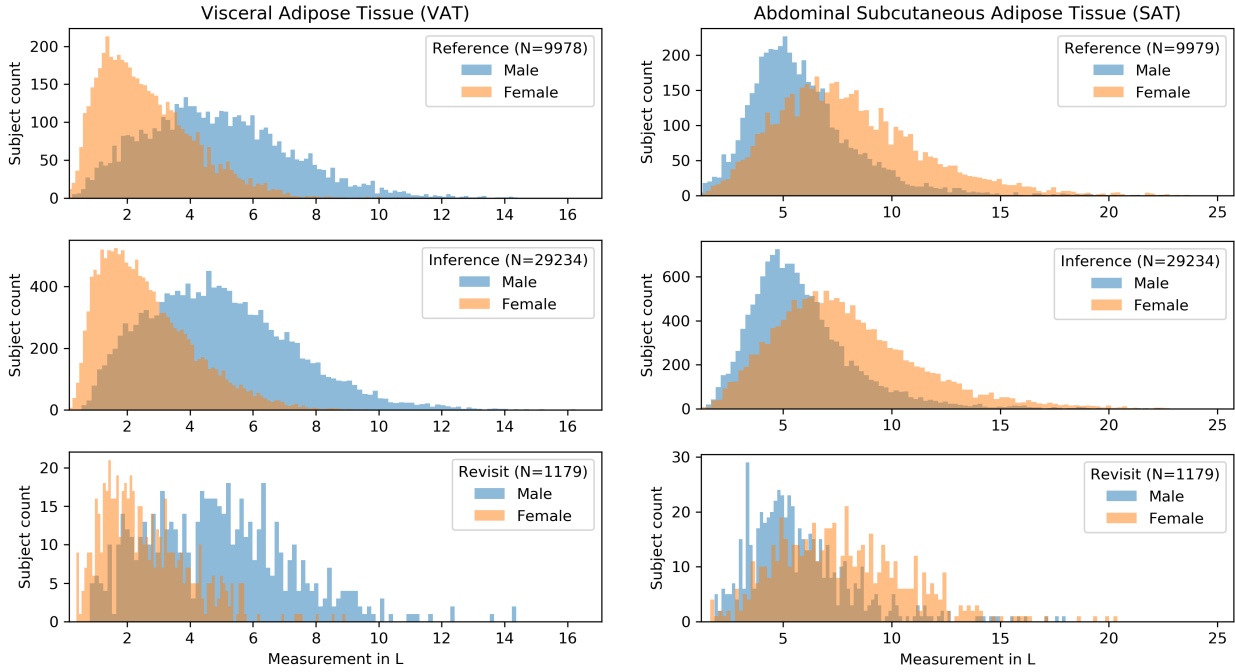 Visceral Adipose Tissue (VAT)
Subject count
200
150
100
50
0
Reference (N=9978)
Male
Female
2 4 6 8 10 12 14 16
Abdominal Subcutaneous Adipose Tissue (SAT)
Subject count
200
150
100
50
0
Reference (N=9979)
Male
Female
5 10 15 20 25
Subject count
400
200
0
Inference (N=29234)
Male
Female
2 4 6 8 10 12 14 16
Subject count
600
400
200
0
Inference (N=29234)
Male
Female
5 10 15 20 25
Subject count
20
15
10
5
0
Revisit (N=1179)
Male
Female
2 4 6 8 10 12 14 16
Measurement in L
Subject count
30
20
10
0
Revisit (N=1179)
Male
Female
5 10 15 20 25
Measurement in L